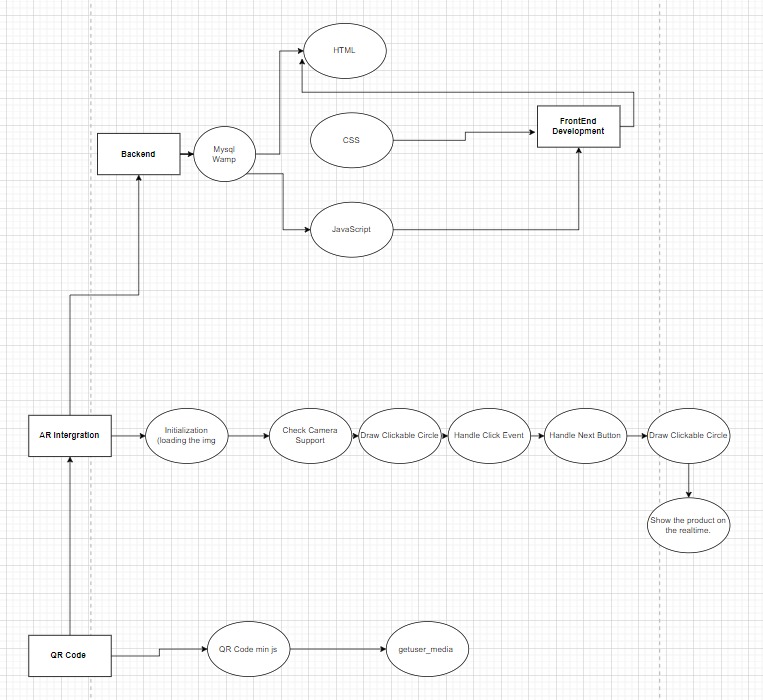 HTML
FrontEnd
Development
CSS
Mysql
Wamp
Backend
JavaScript
AR Intergration
Initialization
(loading the img
Check Camera
Support
Draw Clickable Circle
Handle Click Event
Handle Next Button
Draw Clickable Circle
Show the product on
the realtime.
QR Code
QR Code min js
getuser_media